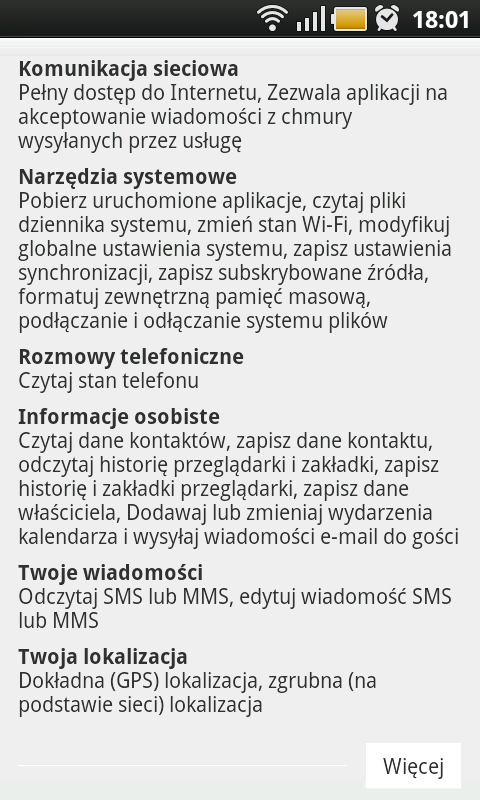 18:01
Komunikacja sieciowa
Pełny dostęp do Internetu, Zezwala aplikacji na
akceptowanie wiadomości z chmury
wysyłanych przez usługę
Narzędzia systemowe
Pobierz uruchomione aplikacje, czytaj pliki
dziennika systemu, zmień stan Wi-Fi, modyfikuj
globalne ustawienia systemu, zapisz ustawienia
synchronizacji, zapisz subskrybowane źródła,
formatuj zewnętrzną pamięć masową,
podłączanie i odłączanie systemu plików
Rozmowy telefoniczne
Czytaj stan telefonu
Informacje osobiste
Czytaj dane kontaktów, zapisz dane kontaktu,
odczytaj historię przeglądarki i zakładki, zapisz
historię i zakładki przeglądarki, zapisz dane
właściciela, Dodawaj lub zmieniaj wydarzenia
kalendarza i wysyłaj wiadomości e-mail do gości
Twoje wiadomości
Odczytaj SMS lub MMS, edytuj wiadomość SMS
lub MMS
Twoja lokalizacja
Dokładna (GPS) lokalizacja, zgrubna (na
podstawie sieci) lokalizacja
Więcej